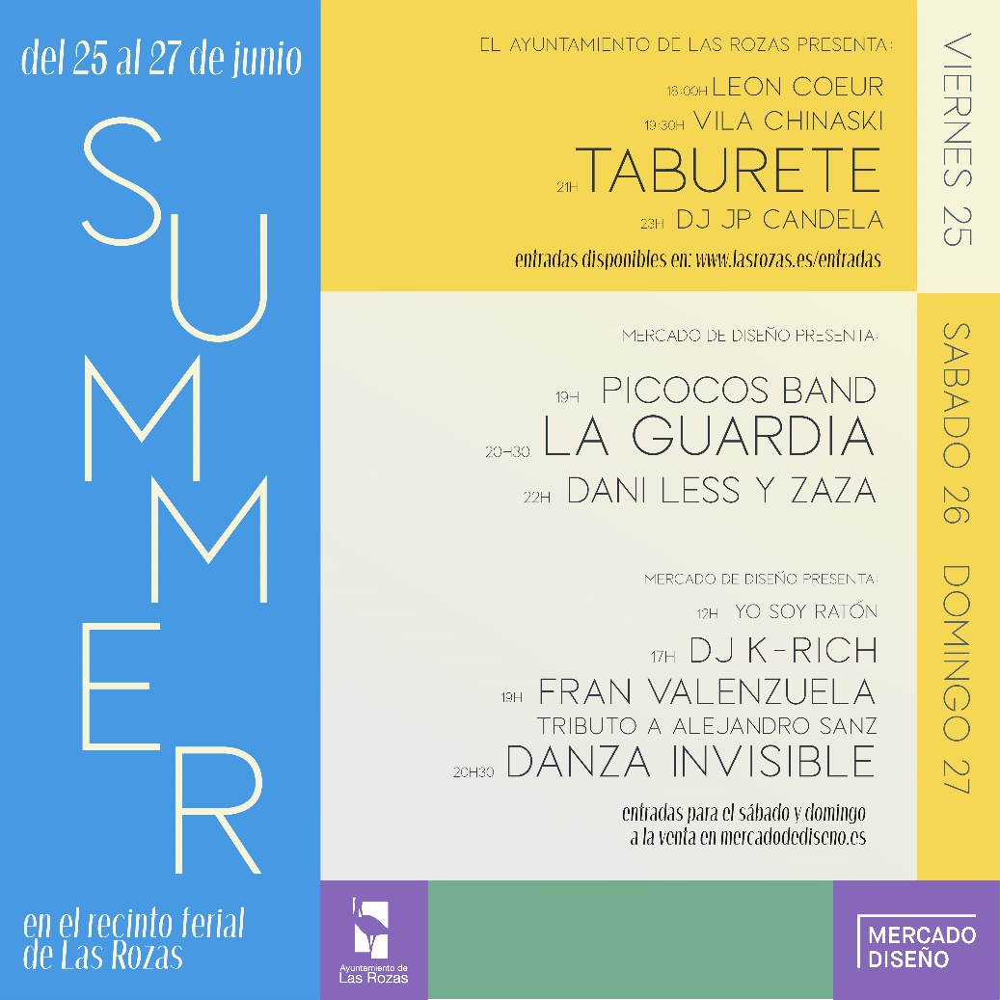 del 25 al 27 de junio
SUMMER
en el recinto ferial
de Las Rozas
EL AYUNTAMIENTO DE LAS ROZAS PRESENTA:
18:00H LEON COEUR
19:30H VILA CHINASKI
21H TABURETE
23H DJ JP CANDELA
entradas disponibles en: www.lasrozas.es/entradas
VIERNES 25
MERCADO DE DISEÑO PRESENTA:
19H PICOCOS BAND
20H30 LA GUARDIA
22H DANI LESS Y ZAZA
SABADO 26
MERCADO DE DISEÑO PRESENTA:
12H YO SOY RATÓN
17H DJ K-RICH
19H FRAN VALENZUELA
TRIBUTO A ALEJANDRO SANZ
20H30 DANZA INVISIBLE
entradas para el sábado y domingo
a la venta en mercadodediseno.es
DOMINGO 27
Ayuntamiento de
Las Rozas
MERCADO
DISEÑO